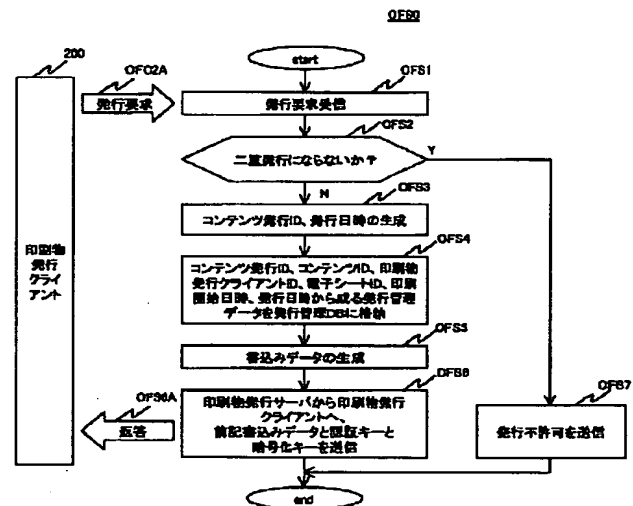 OFS0
200
OFC2A
発行要求
start
OFS1
発行要求受信
OFS2
二重発行にならないか？
Y
N
OFS3
コンテンツ発行ID、発行日時の生成
OFS4
コンテンツ発行ID、コンテンツID、印刷物
発行クライアントID、電子シートID、印刷
開始日時、発行日時から成る発行管理
データを発行管理DBに格納
OFS5
書込みデータの生成
OFS6
印刷物発行サーバから印刷物発行
クライアントへ、
前記書込みデータと認証キーと
暗号化キーを送信
OFS6A
返答
OFS7
発行不許可を送信
印刷物
発行
クライ
アント
end